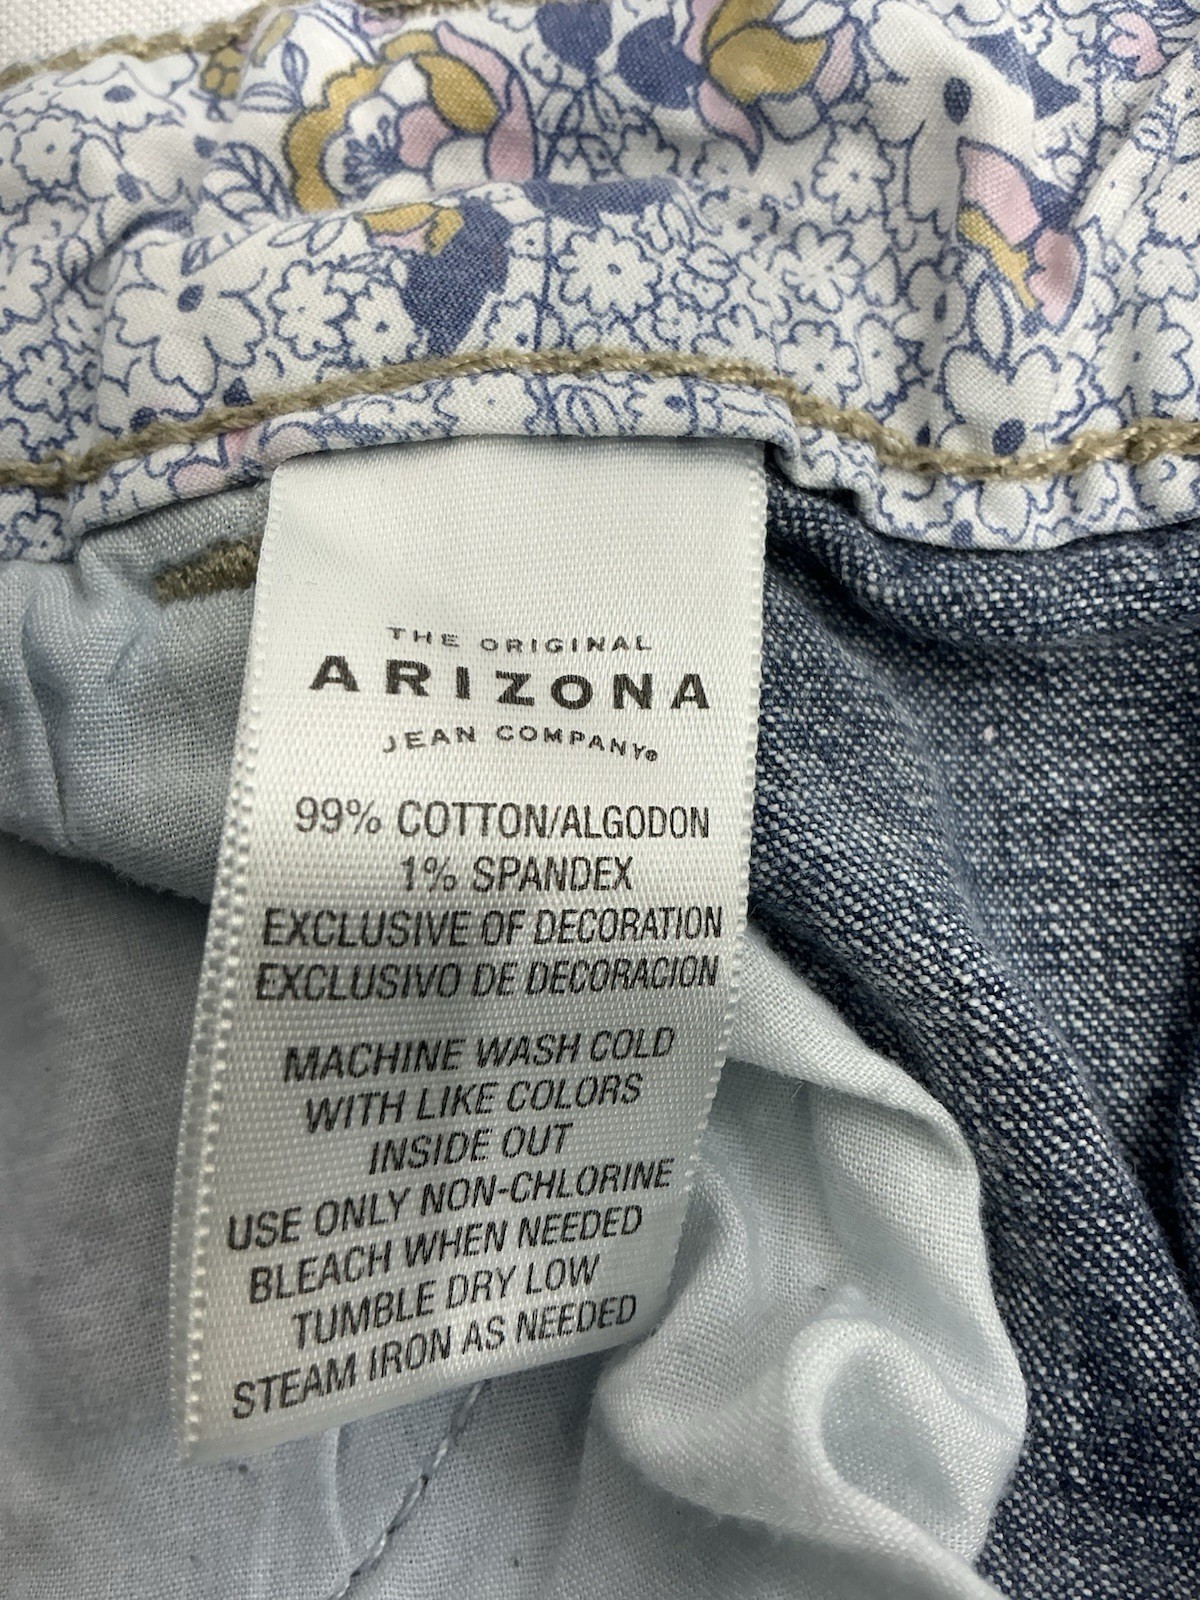 THE ORIGINAL
ARIZONA
JEAN COMPANY®
99% COTTON/ALGODON
1% SPANDEX
EXCLUSIVE OF DECORATION
EXCLUSIVO DE DECORACION
MACHINE WASH COLD
WITH LIKE COLORS
INSIDE OUT
USE ONLY NON-CHLORINE
BLEACH WHEN NEEDED
TUMBLE DRY LOW
STEAM IRON AS NEEDED